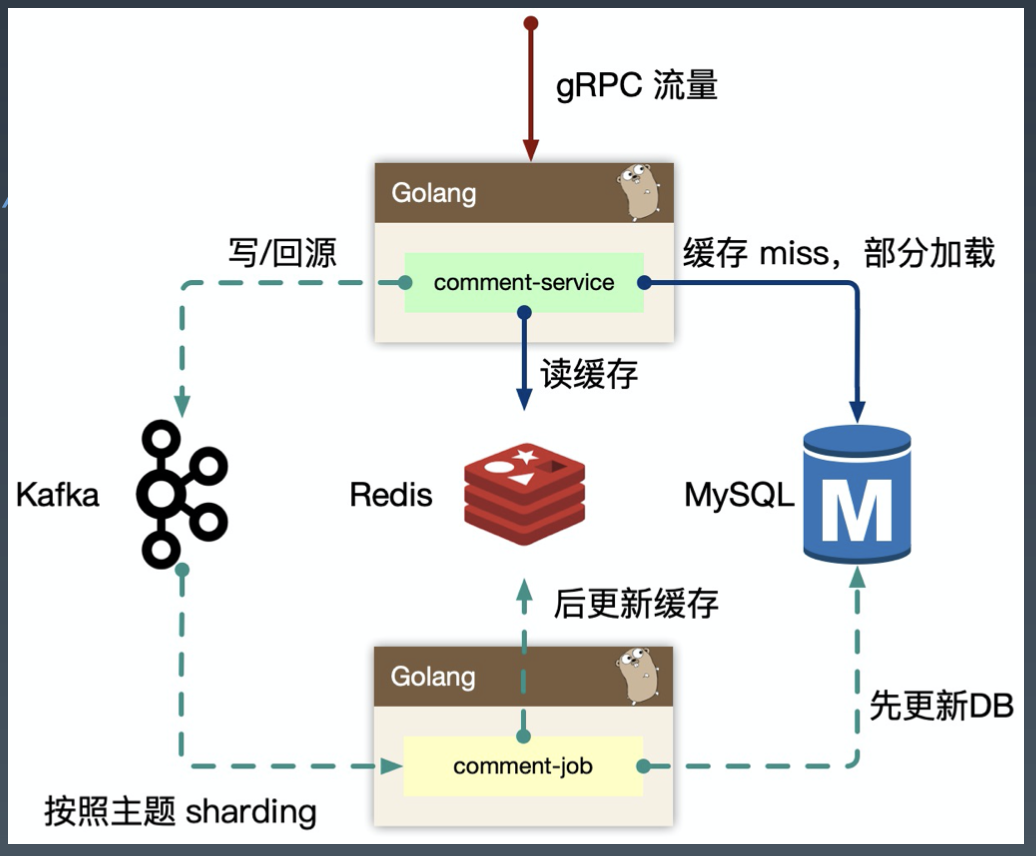 gRPC 流量
Golang
写/回源
comment-service
缓存 miss，部分加载
读缓存
Kafka
Redis
MySQL
M
后更新缓存
Golang
先更新DB
comment-job
按照主题 sharding